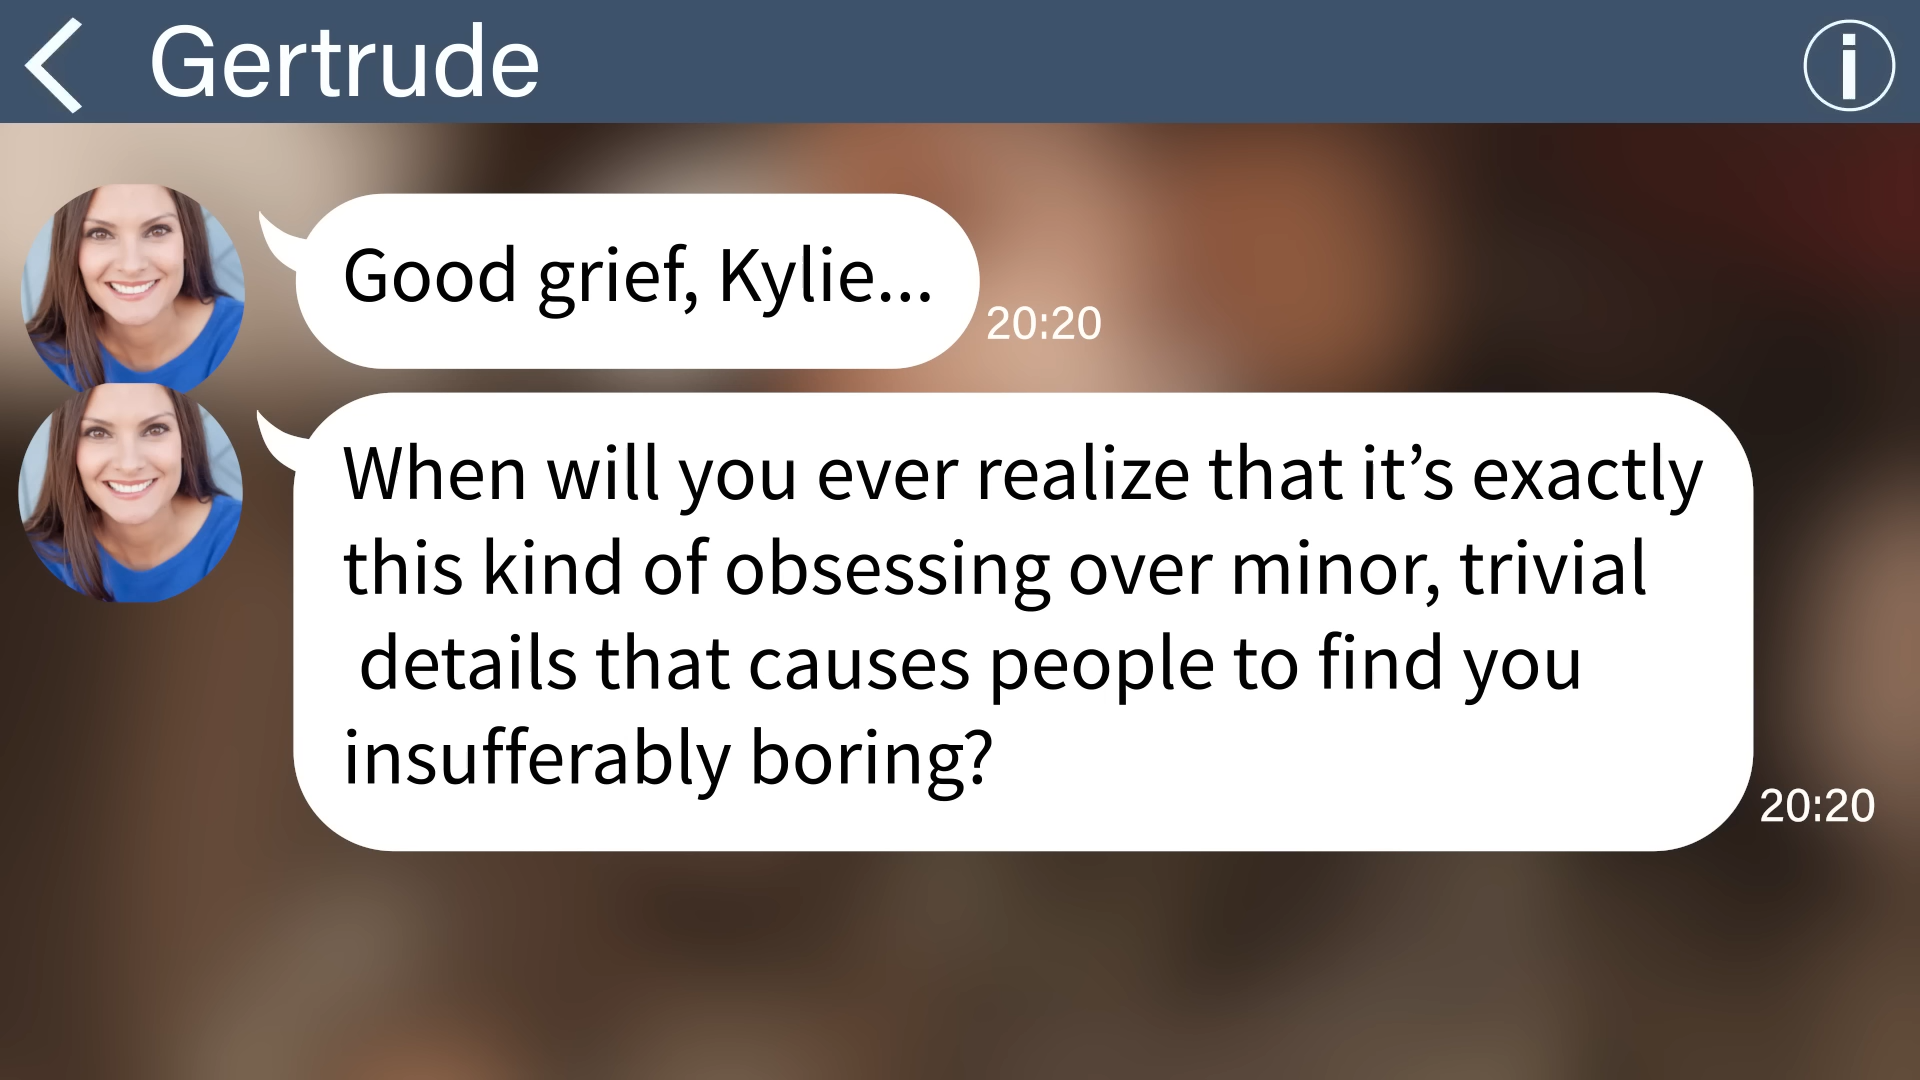 Gertrude
Good grief, Kylie...
20:20
When will you ever realize that it’s exactly
this kind of obsessing over minor, trivial
details that causes people to find you
insufferably boring?
20:20